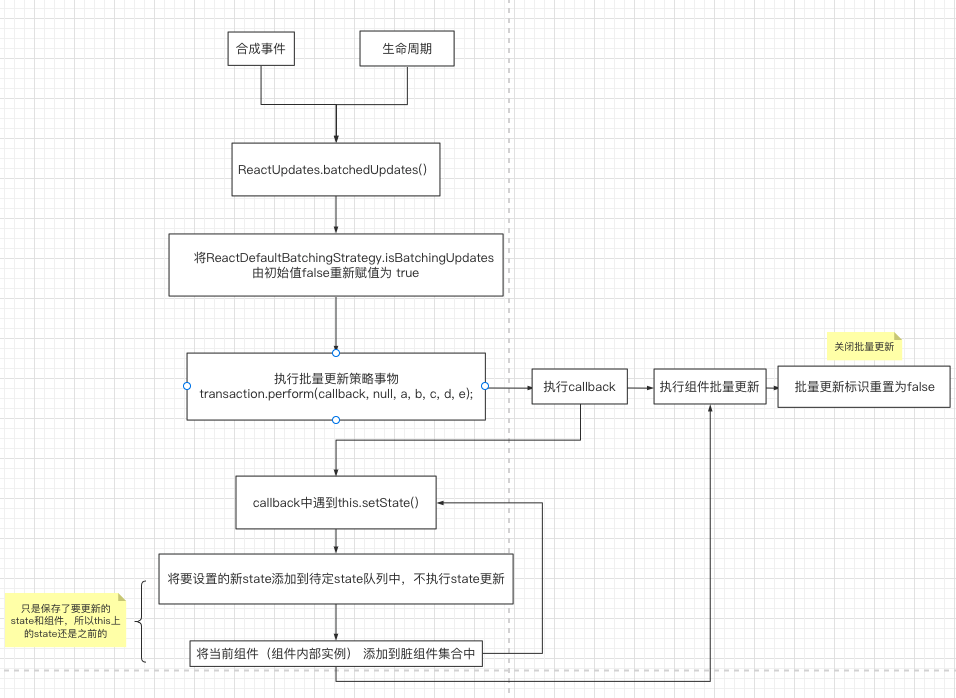 合成事件
生命周期
ReactUpdates.batchedUpdates()
将ReactDefaultBatchingStrategy.isBatchingUpdates
由初始值false重新赋值为 true
执行批量更新策略事物
transaction.perform(callback, null, a, b, c, d, e);
执行callback
执行组件批量更新
关闭批量更新
批量更新标识重置为false
callback中遇到this.setState()
将要设置的新state添加到待定state队列中，不执行state更新
只是保存了要更新的
state和组件，所以this上
的state还是之前的
将当前组件（组件内部实例） 添加到脏组件集合中